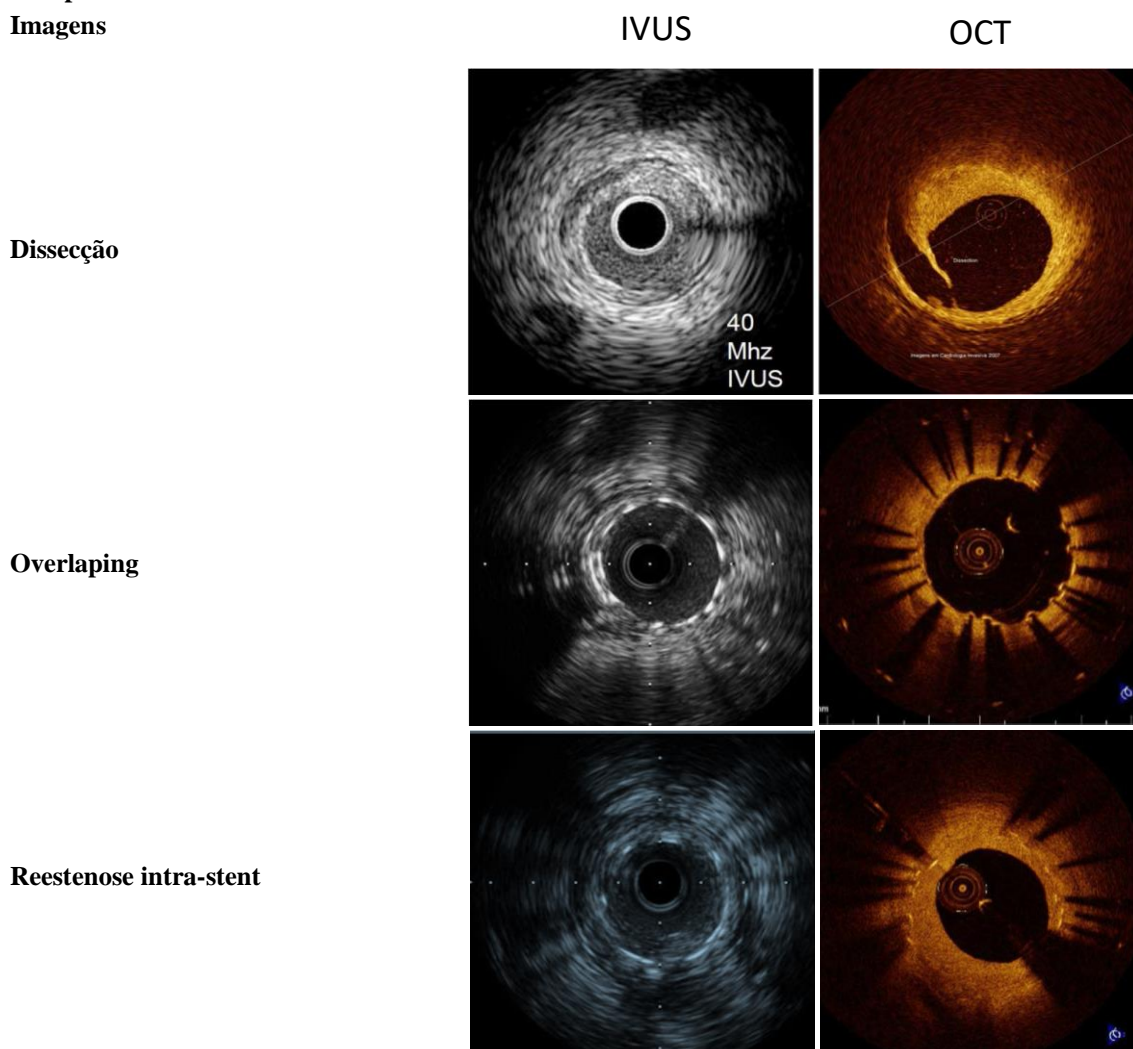 Imagens
IVUS
OCT
Dissecção
40
Mhz
IVUS
Dissection
Imagens em Cardiologia Invasiva 2007
Overlaping
Reestenose intra-stent